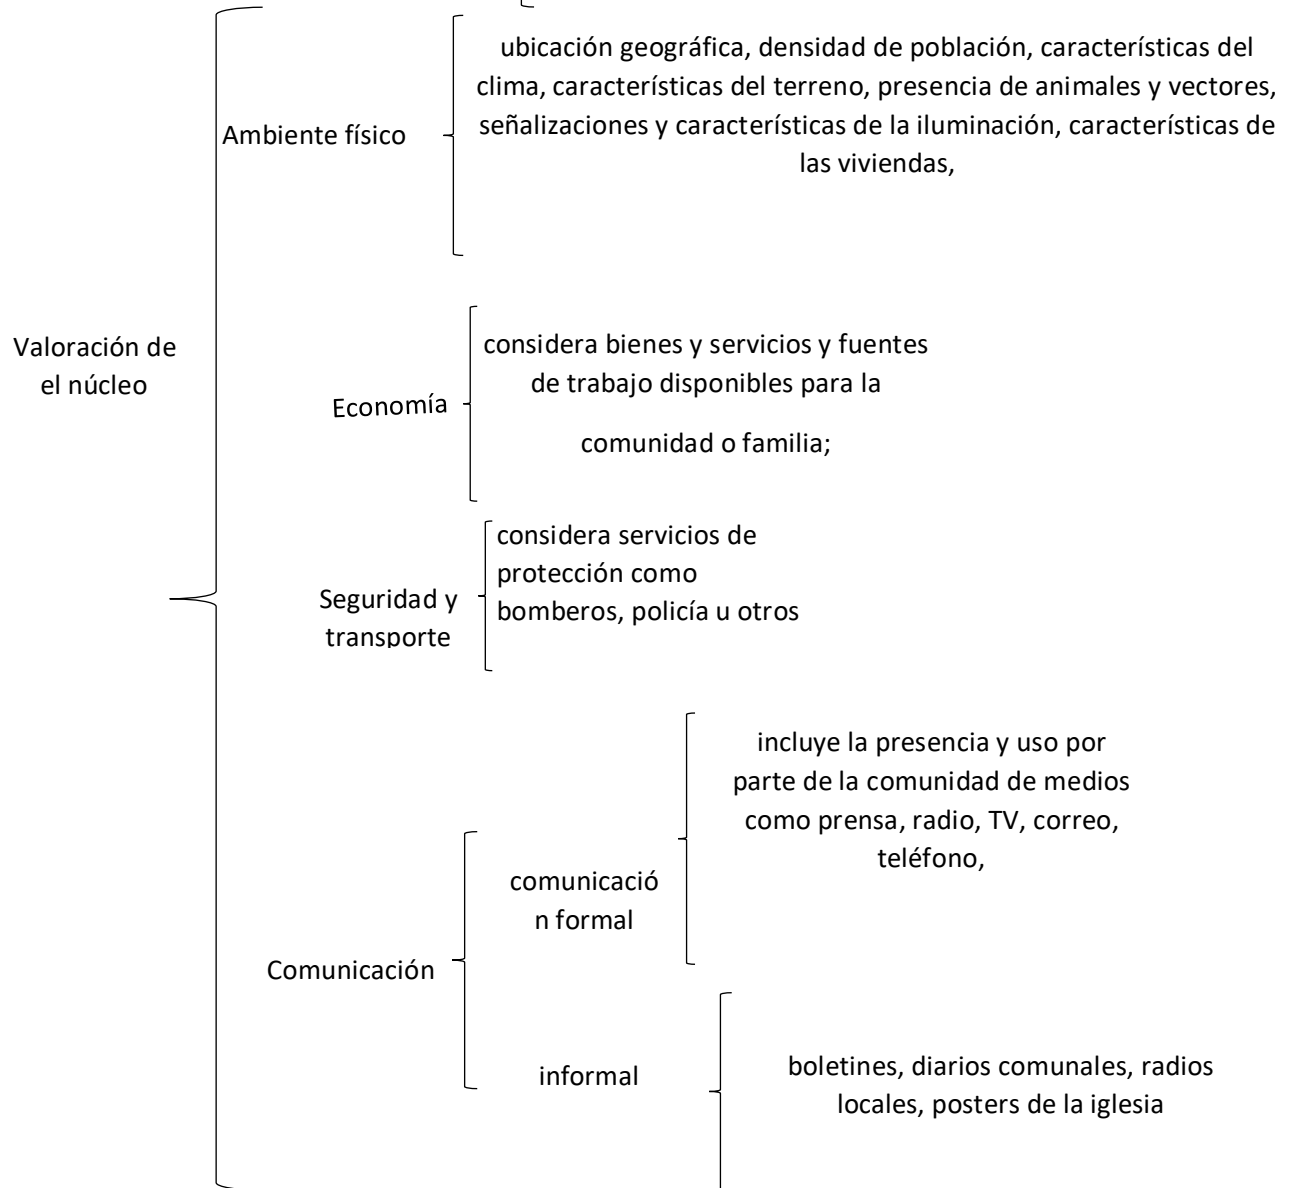 ubicación geográfica, densidad de población, características del
clima, características del terreno, presencia de animales y vectores,
señalizaciones y características de la iluminación, características de
las viviendas,
Ambiente físico
Valoración de
el núcleo
considera bienes y servicios y fuentes
de trabajo disponibles para la
comunidad o familia;
Economía
considera servicios de
protección como
bomberos, policía u otros
Seguridad y
transporte
incluye la presencia y uso por
parte de la comunidad de medios
como prensa, radio, TV, correo,
teléfono,
comunicació
n formal
Comunicación
informal
boletines, diarios comunales, radios
locales, posters de la iglesia